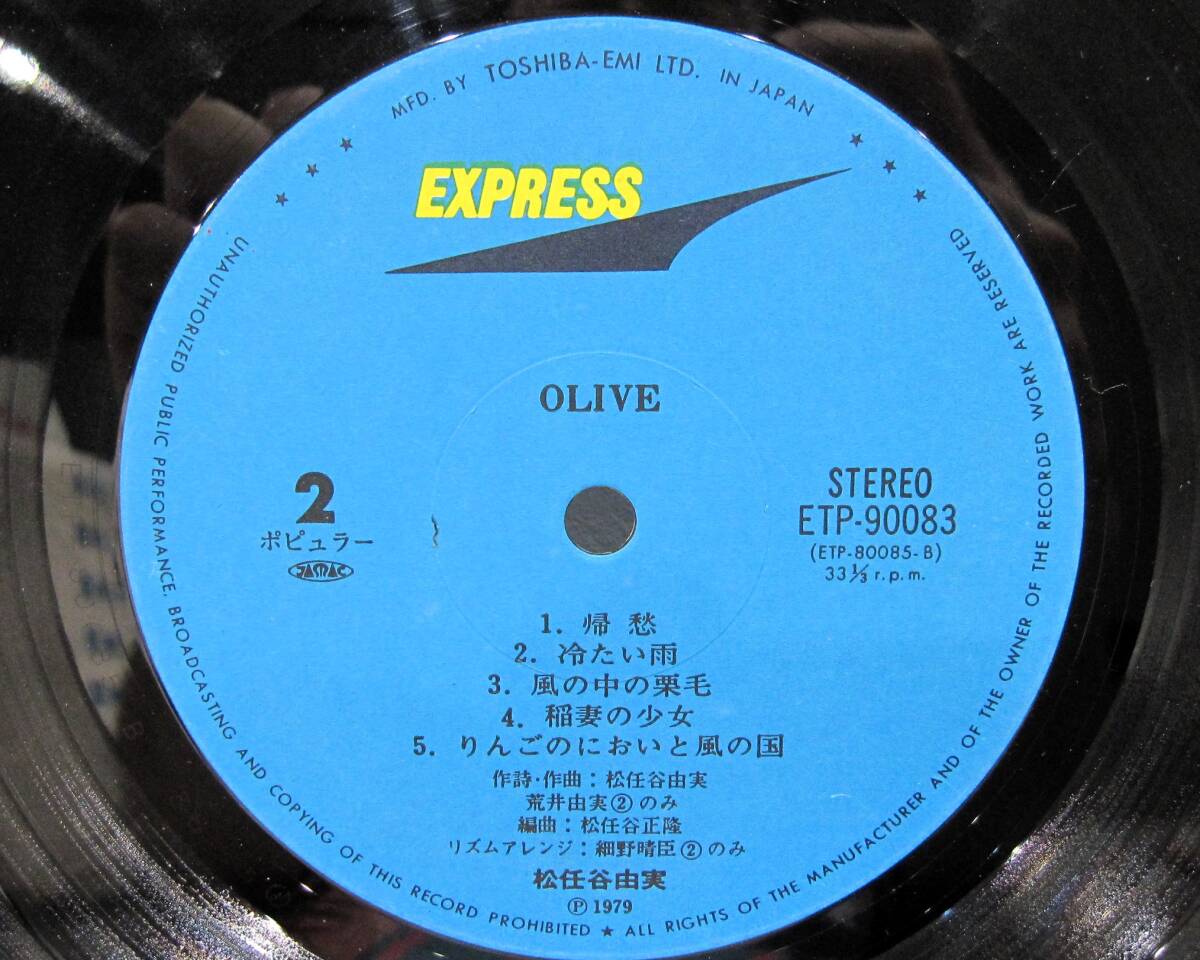 MFD. BY TOSHIBA-EMI LTD. IN JAPAN
★ ★ ★
★ ★ ★
EXPRESS
OLIVE
2
ポピュラー
JASRAC
STEREO
ETP-90083
(ETP-80085-B)
33 1/3 r.p.m.
1. 帰 愁
2. 冷たい雨
3. 風の中の栗毛
4. 稲妻の少女
5. りんごのにおいと風の国
作詩・作曲：松任谷由実
荒井由実②のみ
編曲：松任谷正隆
リズムアレンジ：細野晴臣②のみ
松任谷由実
Ⓟ 1979
UNAUTHORIZED PUBLIC PERFORMANCE, BROADCASTING AND COPYING OF THIS RECORD PROHIBITED ★ ALL RIGHTS OF THE MANUFACTURER AND OF THE OWNER OF THE RECORDED WORK ARE RESERVED